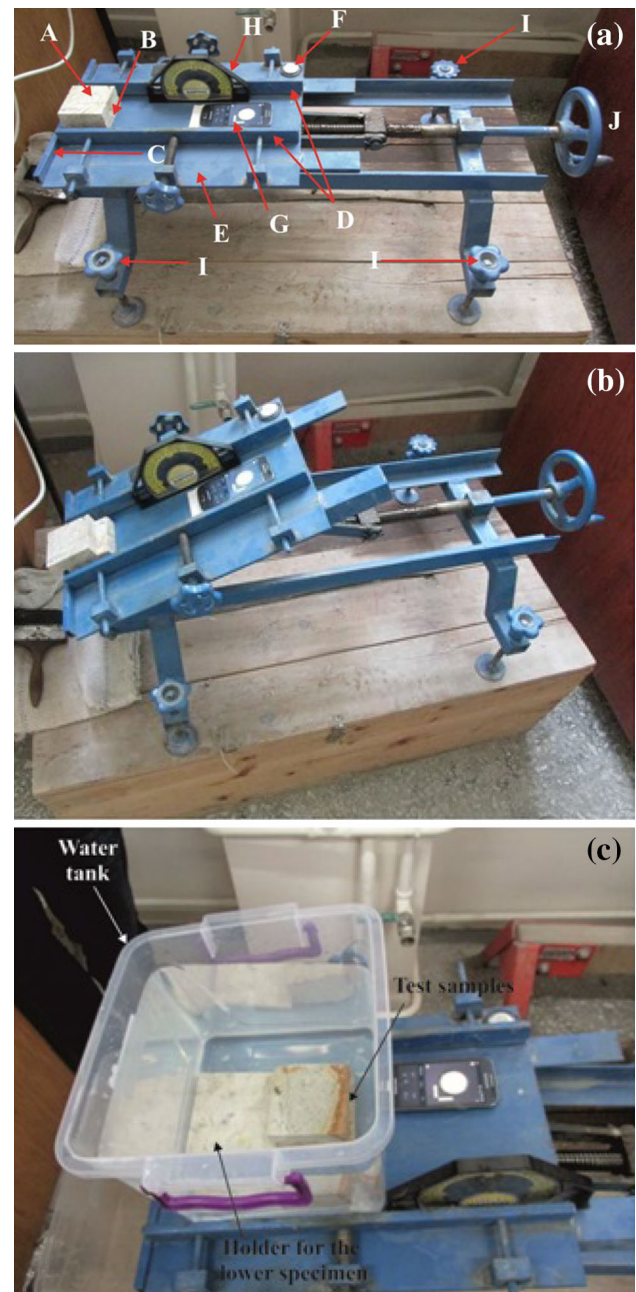 (a)
A
B
H
F
I
J
C
E
G
D
I
I
(b)
(c)
Water
tank
Test samples
Holder for the
lower specimen